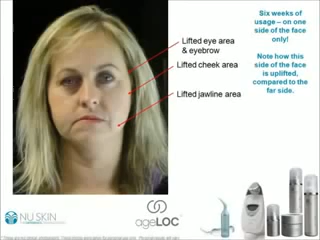 Six weeks of
usage – on one
side of the face
only!
Note how this
side of the face
is uplifted,
compared to the
far side.
Lifted eye area
& eyebrow
Lifted cheek area
Lifted jawline area
NU SKIN
ageLOC